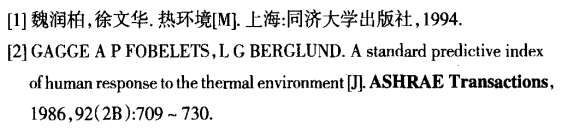 [1] 魏润柏,徐文华. 热环境[M]. 上海:同济大学出版社,1994.
[2] GAGGE A P FOBELETS,L G BERGLUND. A standard predictive index
of human response to the thermal environment [J]. ASHRAE Transactions,
1986,92(2B):709 ~ 730.